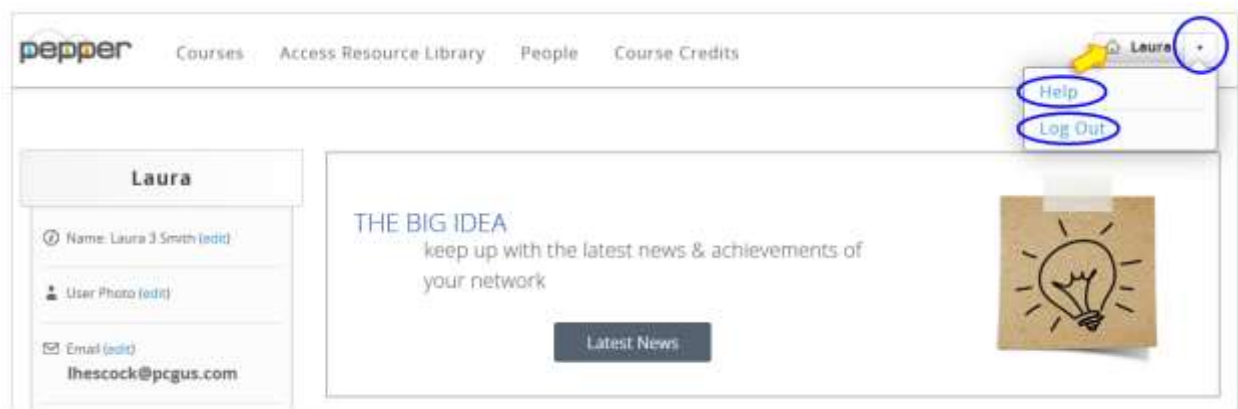 pepper
Courses
Access Resource Library
People
Course Credits
Laura
Help
Log Out
Laura
Name: Laura 3 Smith (edit)
User Photo (edit)
Email (edit)
lhescock@pcgus.com
THE BIG IDEA
keep up with the latest news & achievements of
your network
Latest News